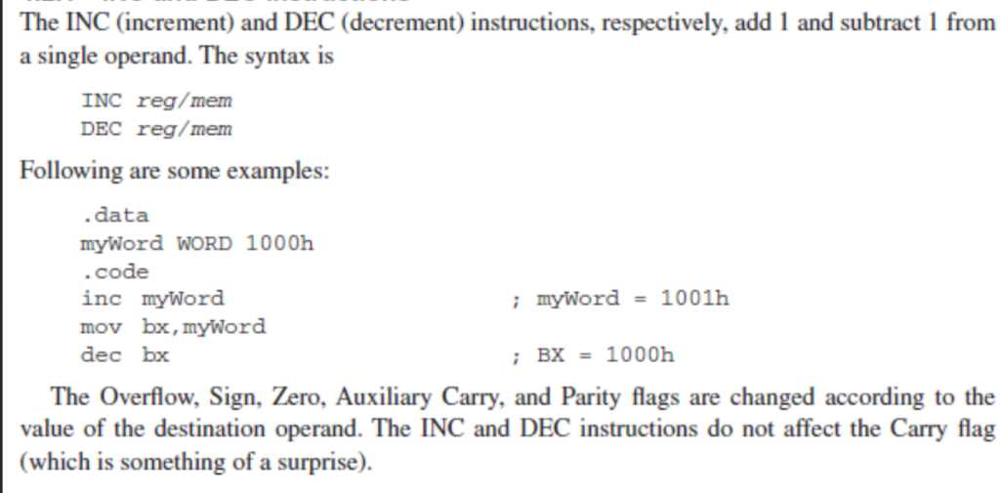 The INC (increment) and DEC (decrement) instructions, respectively, add 1 and subtract 1 from
a single operand. The syntax is
INC reg/mem
DEC reg/mem
Following are some examples:
.data
myWord WORD 1000h
.code
inc myWord ; myWord = 1001h
mov bx,myWord
dec bx ; BX = 1000h
The Overflow, Sign, Zero, Auxiliary Carry, and Parity flags are changed according to the
value of the destination operand. The INC and DEC instructions do not affect the Carry flag
(which is something of a surprise).